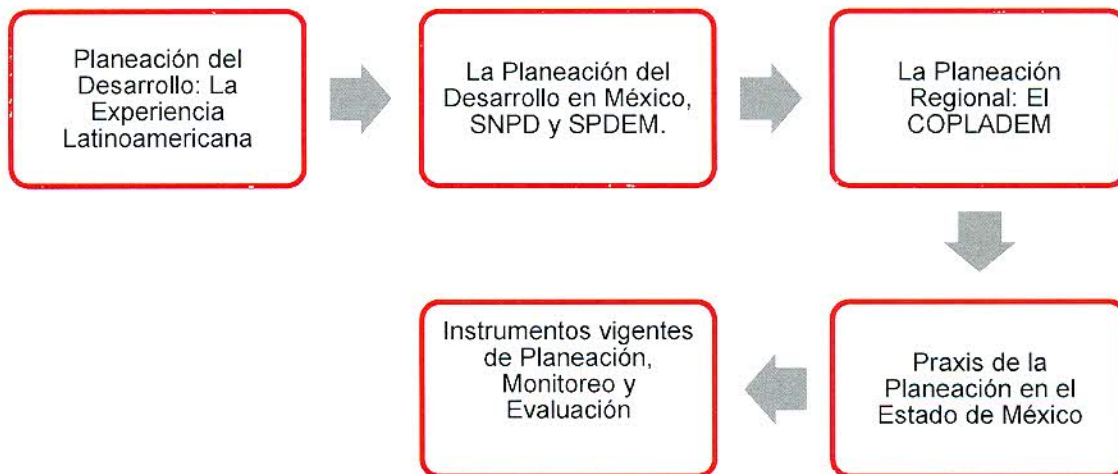 Planeación del
Desarrollo: La
Experiencia
Latinoamericana
La Planeación del
Desarrollo en México,
SNPD y SPDEM.
La Planeación
Regional: El
COPLADEM
Praxis de la
Planeación en el
Estado de México
Instrumentos vigentes
de Planeación,
Monitoreo y
Evaluación